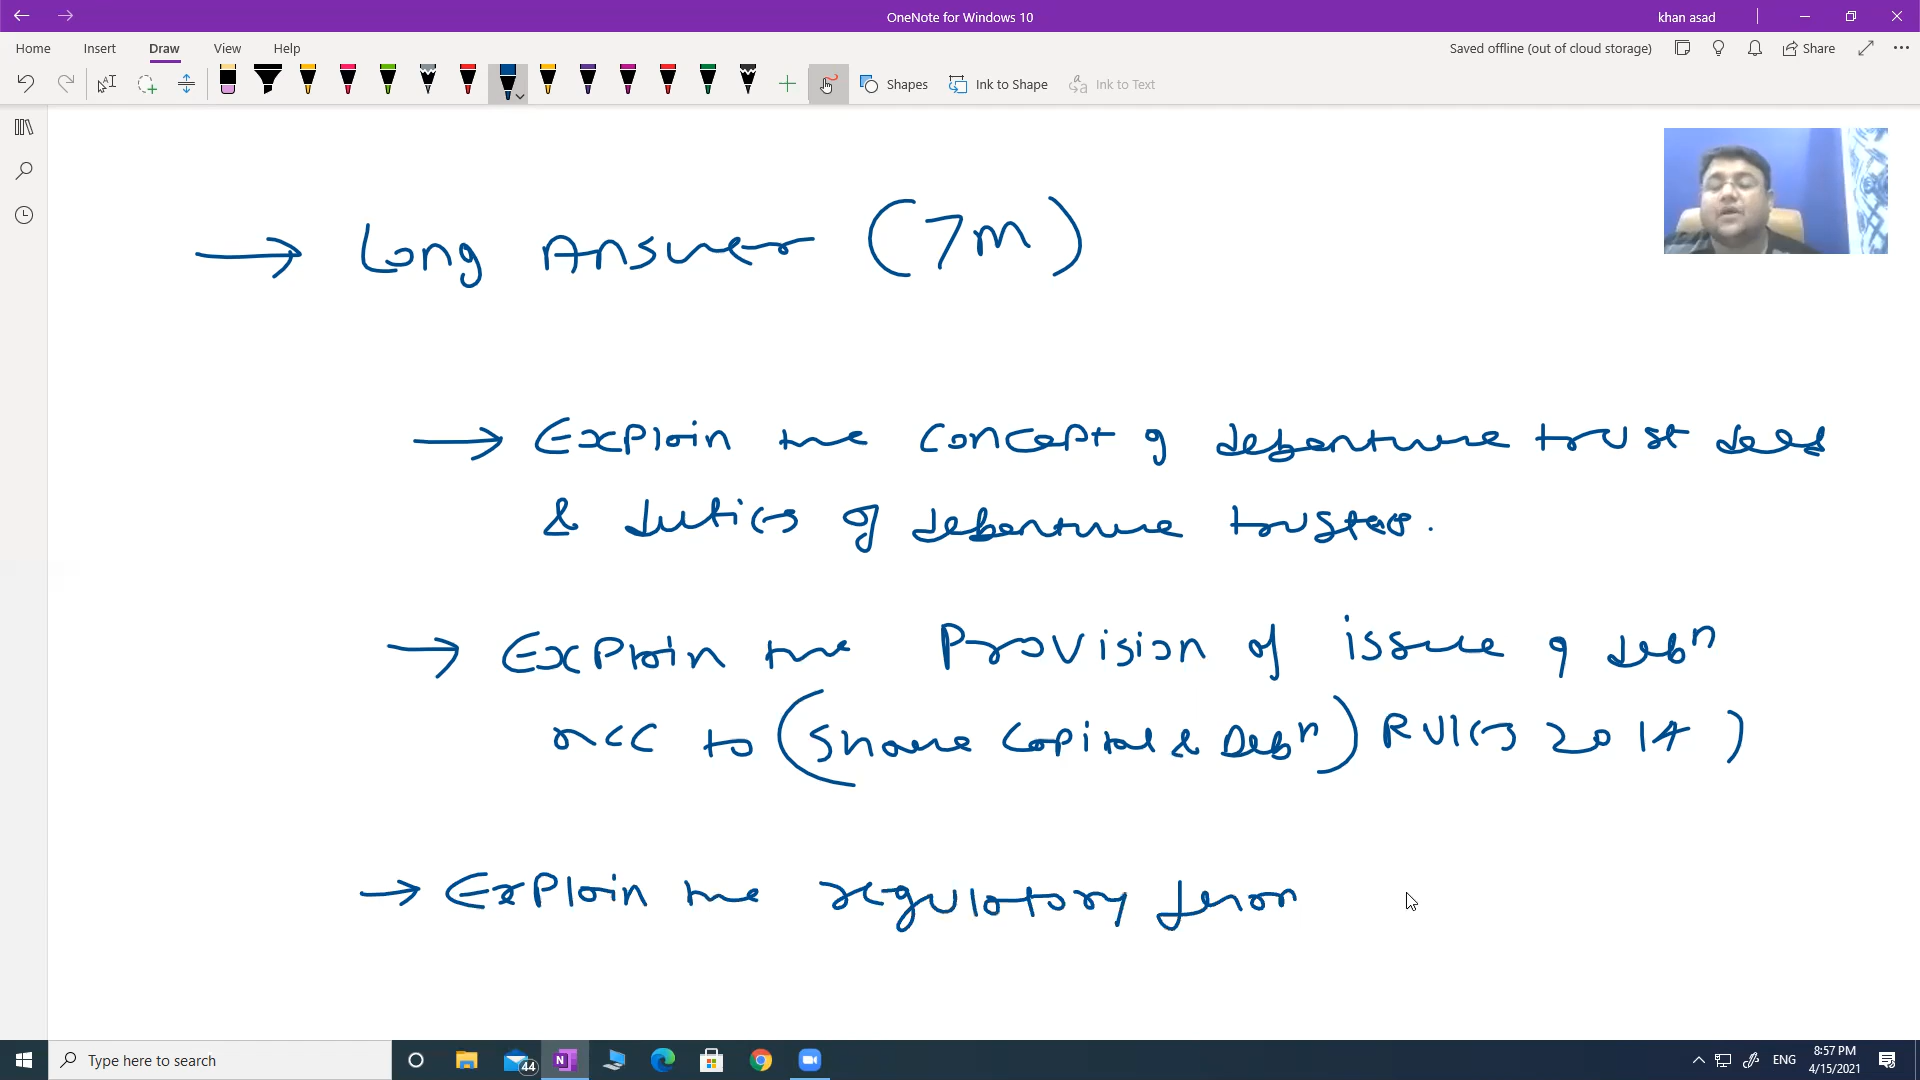 OneNote for Windows 10
khan asad
Home Insert Draw View Help
Saved offline (out of cloud storage) Share
Shapes Ink to Shape Ink to Text
→ Long Answer (7m)
→ Explain the concept of debenture trust deed
& duties of debenture trustee.
→ Explain the Provision of issue of debn
acc to (Share Capital & Debn) Rules 2014)
→ Explain the regulatory
Type here to search
44
ENG
8:57 PM
4/15/2021